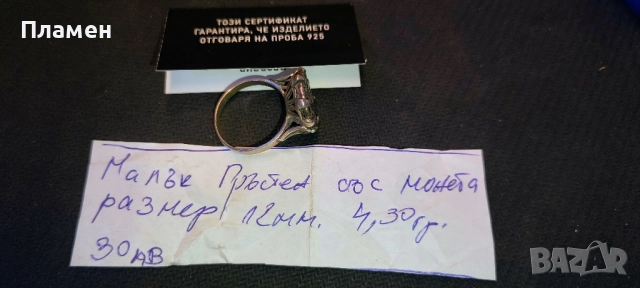 Пламен
ТОЗИ СЕРТИФИКАТ
ГАРАНТИРА, ЧЕ ИЗДЕЛИЕТО
ОТГОВАРЯ НА ПРОБА 925
Малък Пръстен със монета
размер 12мм. 4,30гр.
30лв
BAZAR